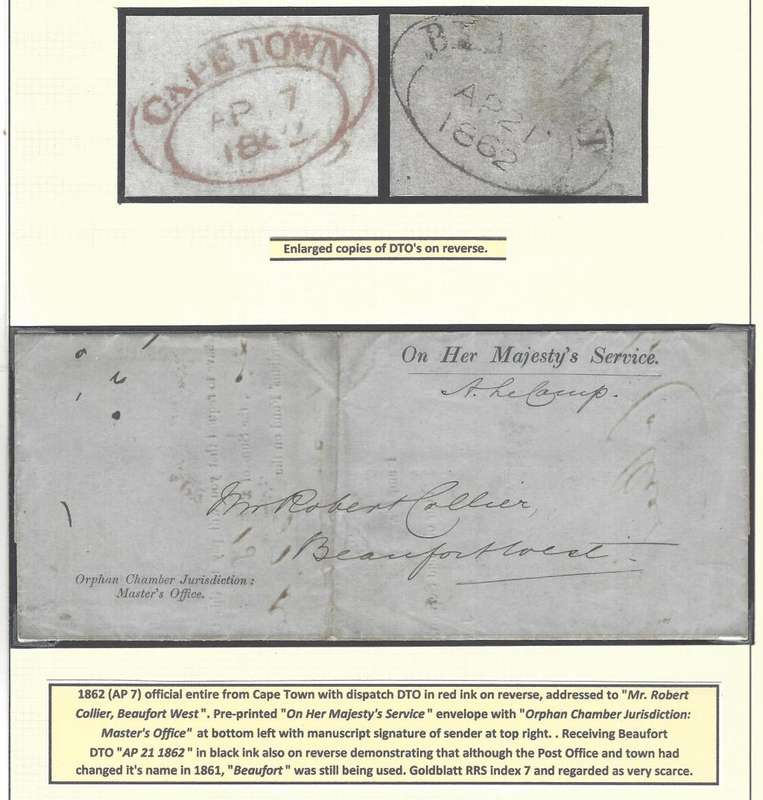 CAPE TOWN
AP 7
1862
AP 21
1862
Enlarged copies of DTO's on reverse.
On Her Majesty's Service.
A. le Camp.
Mr Robert Collier,
Beaufort West.
Orphan Chamber Jurisdiction:
Master's Office.
1862 (AP 7) official entire from Cape Town with dispatch DTO in red ink on reverse, addressed to "Mr. Robert
Collier, Beaufort West". Pre-printed "On Her Majesty's Service" envelope with "Orphan Chamber Jurisdiction:
Master's Office" at bottom left with manuscript signature of sender at top right. . Receiving Beaufort
DTO "AP 21 1862" in black ink also on reverse demonstrating that although the Post Office and town had
changed it's name in 1861, "Beaufort" was still being used. Goldblatt RRS index 7 and regarded as very scarce.